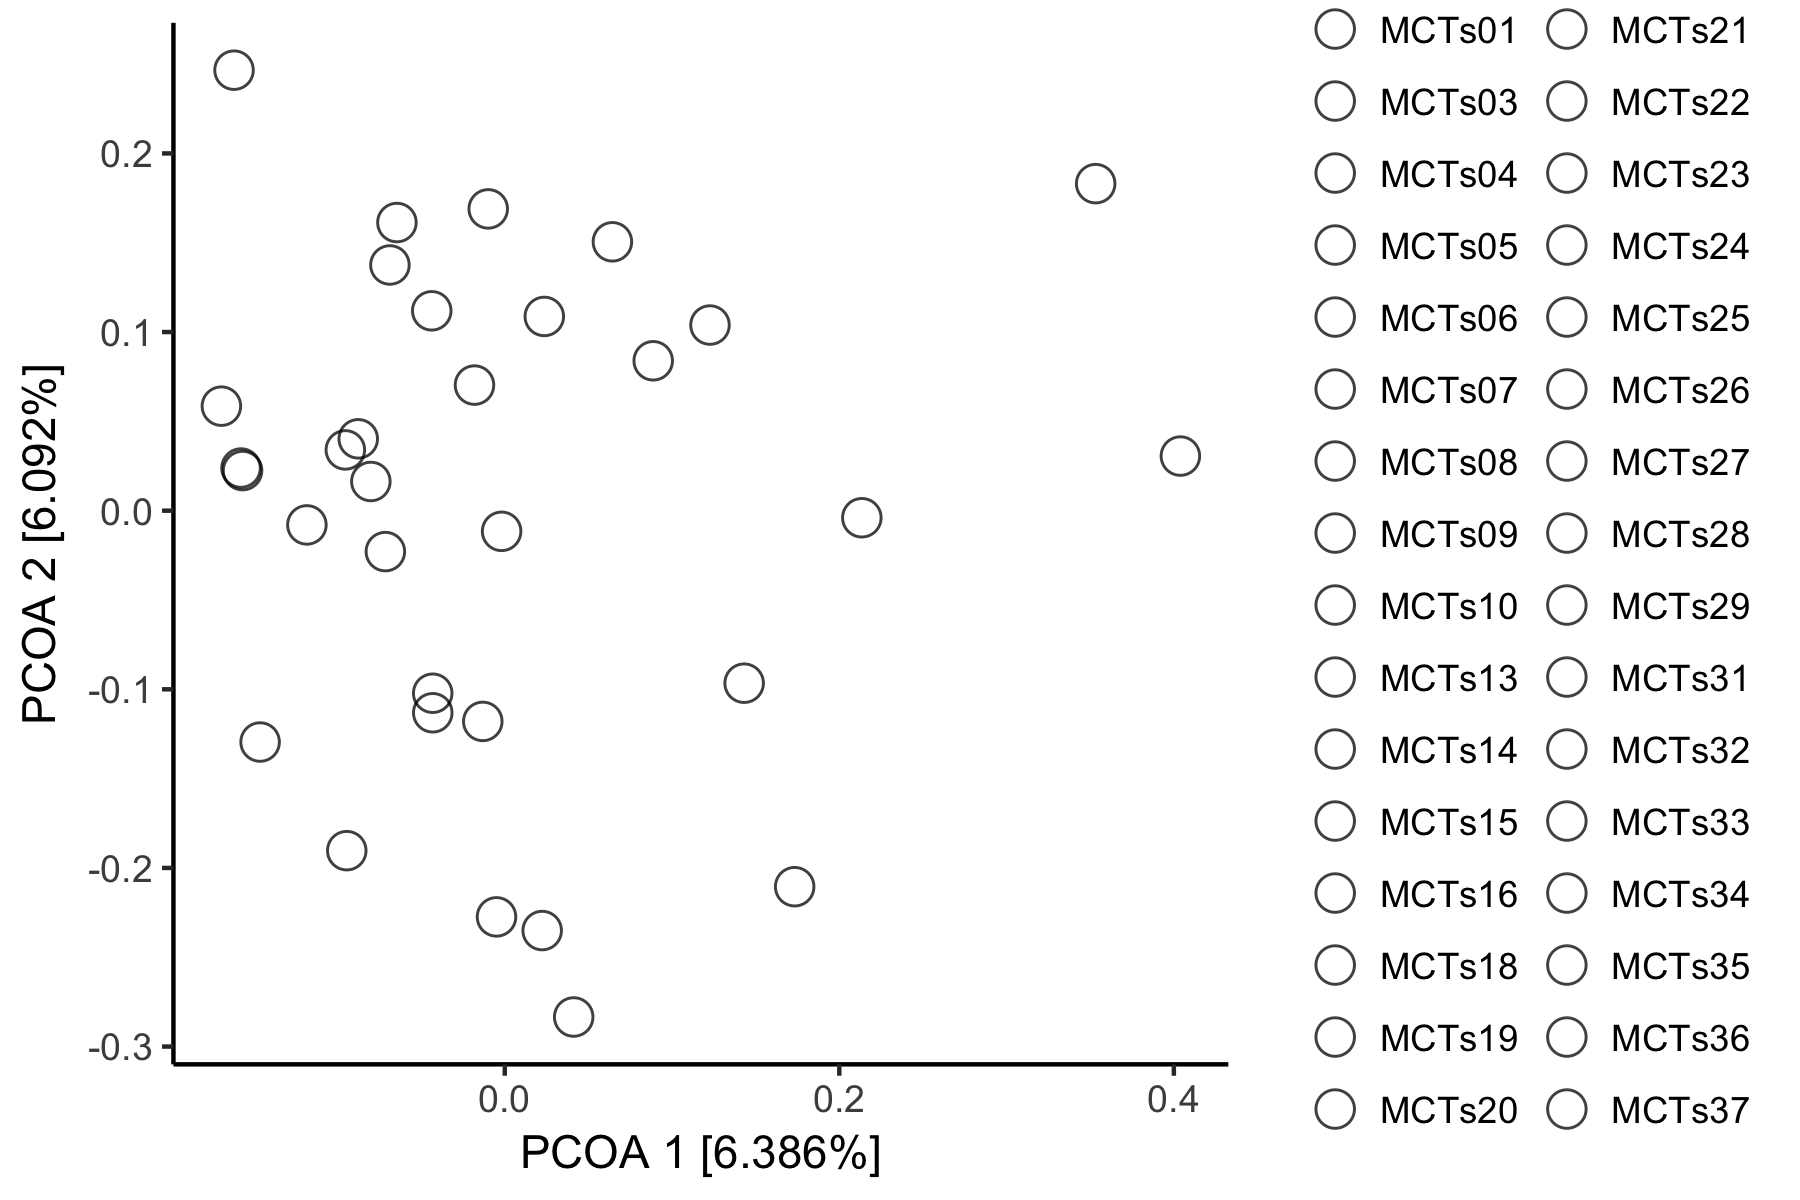 0.2
0.1
0.0
-0.1
-0.2
-0.3
PCOA 2 [6.092%]
0.0 0.2 0.4
PCOA 1 [6.386%]
MCTs01 MCTs21
MCTs03 MCTs22
MCTs04 MCTs23
MCTs05 MCTs24
MCTs06 MCTs25
MCTs07 MCTs26
MCTs08 MCTs27
MCTs09 MCTs28
MCTs10 MCTs29
MCTs13 MCTs31
MCTs14 MCTs32
MCTs15 MCTs33
MCTs16 MCTs34
MCTs18 MCTs35
MCTs19 MCTs36
MCTs20 MCTs37